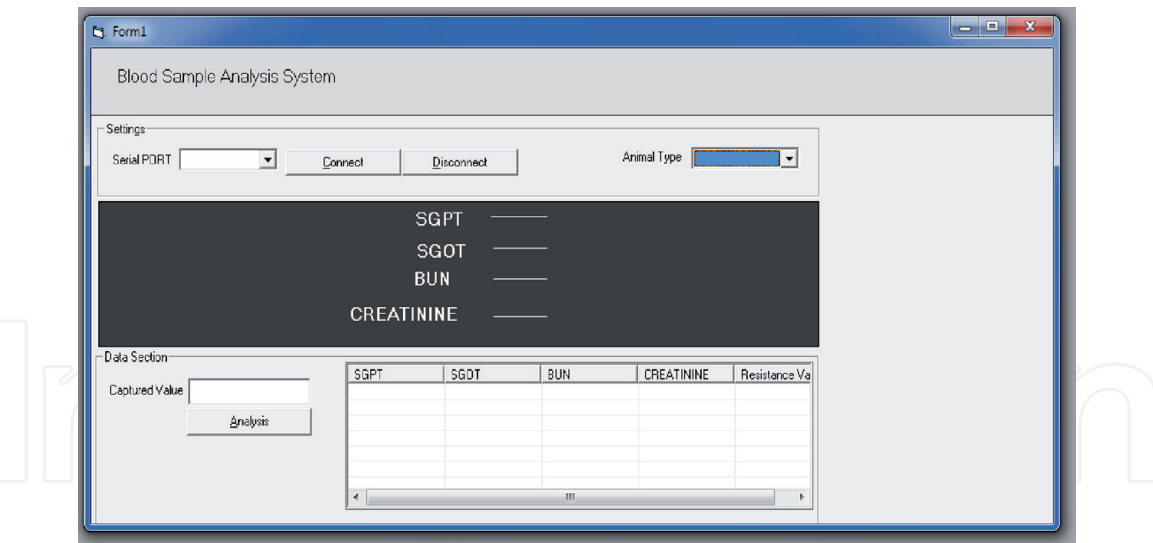 Form1
Blood Sample Analysis System
Settings
Serial PORT Connect Disconnect Animal Type
SGPT
SGOT
BUN
CREATININE
Data Section
SGPT SGOT BUN CREATININE Resistance Va
Captured Value
Analysis